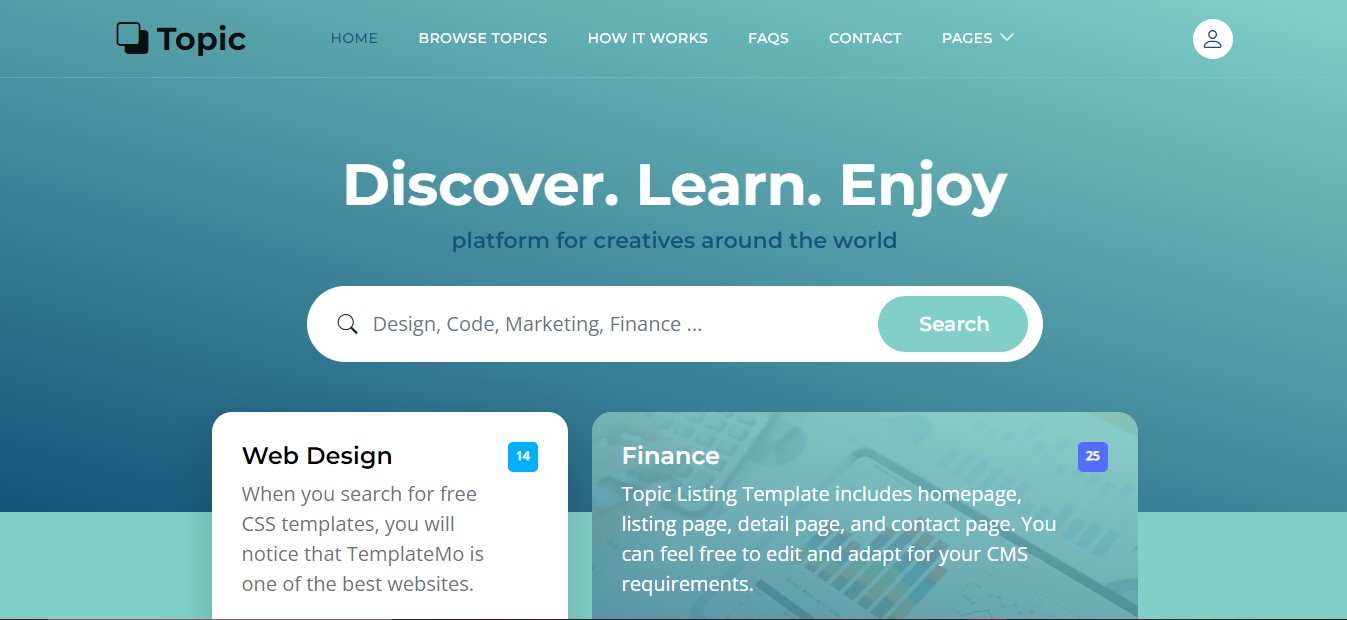 Topic
HOME BROWSE TOPICS HOW IT WORKS FAQS CONTACT PAGES
Discover. Learn. Enjoy
platform for creatives around the world
Design, Code, Marketing, Finance ...
Search
Web Design
14
When you search for free
CSS templates, you will
notice that TemplateMo is
one of the best websites.
Finance
25
Topic Listing Template includes homepage,
listing page, detail page, and contact page. You
can feel free to edit and adapt for your CMS
requirements.